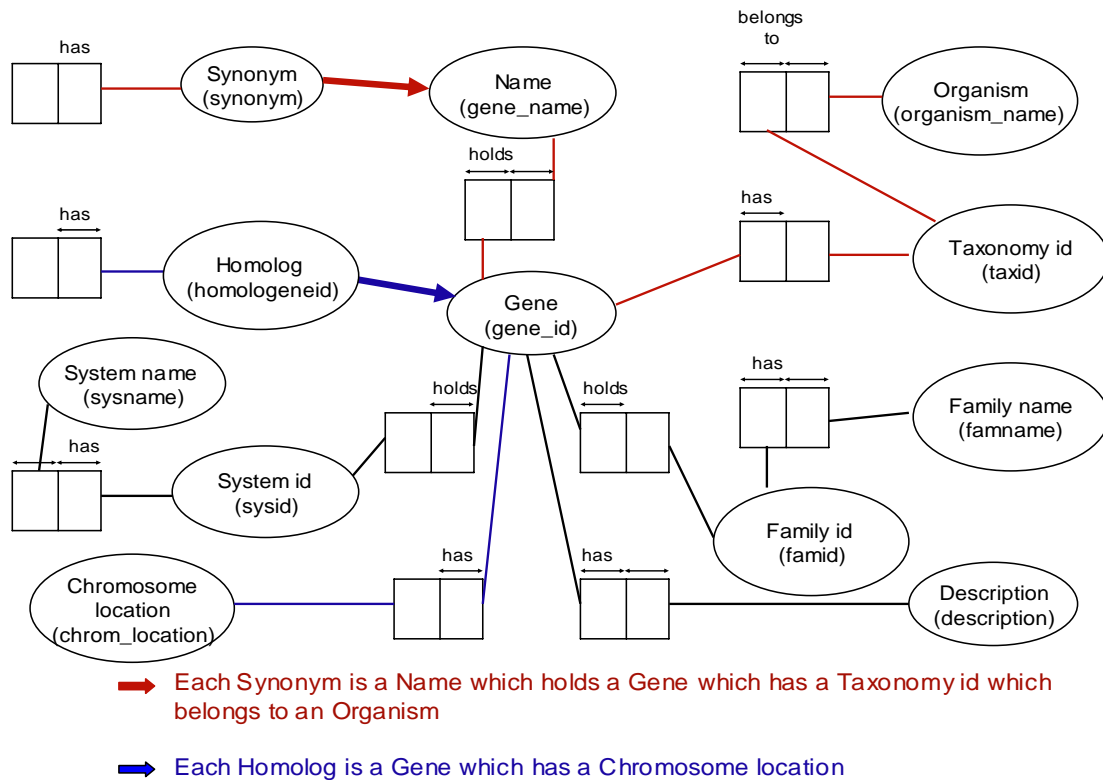 belongs
to
has
Synonym
(synonym)
Name
(gene_name)
Organism
(organism_name)
holds
has
has
Homolog
(homologeneid)
Taxonomy id
(taxid)
Gene
(gene_id)
System name
(sysname)
holds
holds
has
Family name
(famname)
has
System id
(sysid)
Family id
(famid)
has
has
Chromosome
location
(chrom_location)
Description
(description)
Each Synonym is a Name which holds a Gene which has a Taxonomy id which
belongs to an Organism
Each Homolog is a Gene which has a Chromosome location